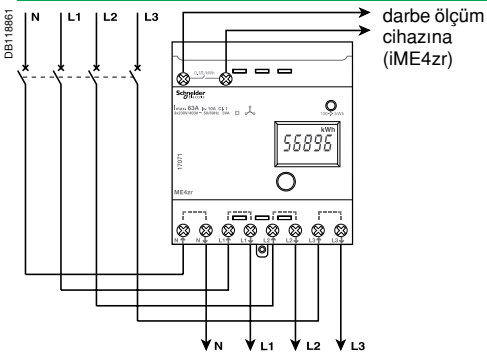 DB118861
N L1 L2 L3
darbe ölçüm
cihazına
(iME4zr)
Schneider
Electric
63A
kWh
56896
17071
ME4zr
N N L1 L1 L2 L2 L3 L3
N L1 L2 L3